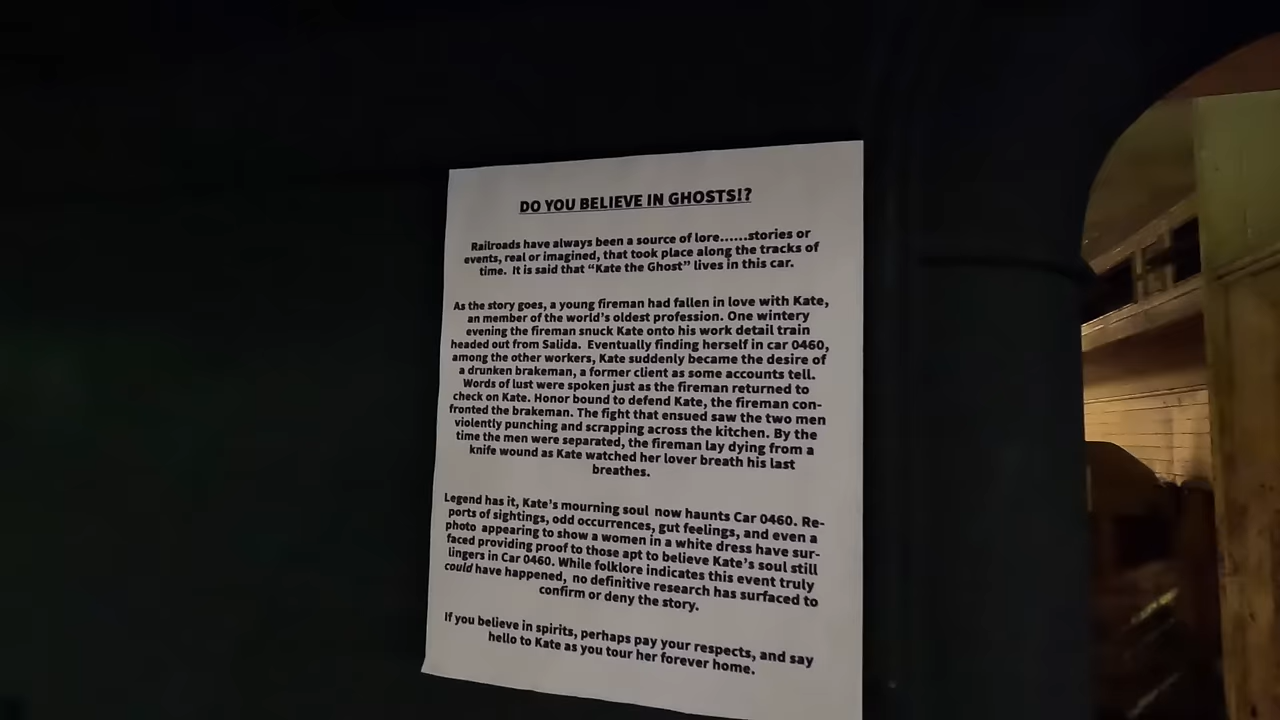 DO YOU BELIEVE IN GHOSTS!?
Railroads have always been a source of lore......stories or
events, real or imagined, that took place along the tracks of
time. It is said that “Kate the Ghost” lives in this car.
As the story goes, a young fireman had fallen in love with Kate,
an member of the world’s oldest profession. One wintery
evening the fireman snuck Kate onto his work detail train
headed out from Salida. Eventually finding herself in car 0460,
among the other workers, Kate suddenly became the desire of
a drunken brakeman, a former client as some accounts tell.
Words of lust were spoken just as the fireman returned to
check on Kate. Honor bound to defend Kate, the fireman con-
fronted the brakeman. The fight that ensued saw the two men
violently punching and scrapping across the kitchen. By the
time the men were separated, the fireman lay dying from a
knife wound as Kate watched her lover breath his last
breathes.
Legend has it, Kate’s mourning soul now haunts Car 0460. Re-
ports of sightings, odd occurrences, gut feelings, and even a
photo appearing to show a women in a white dress have sur-
faced providing proof to those apt to believe Kate’s soul still
lingers in Car 0460. While folklore indicates this event truly
could have happened, no definitive research has surfaced to
confirm or deny the story.
If you believe in spirits, perhaps pay your respects, and say
hello to Kate as you tour her forever home.